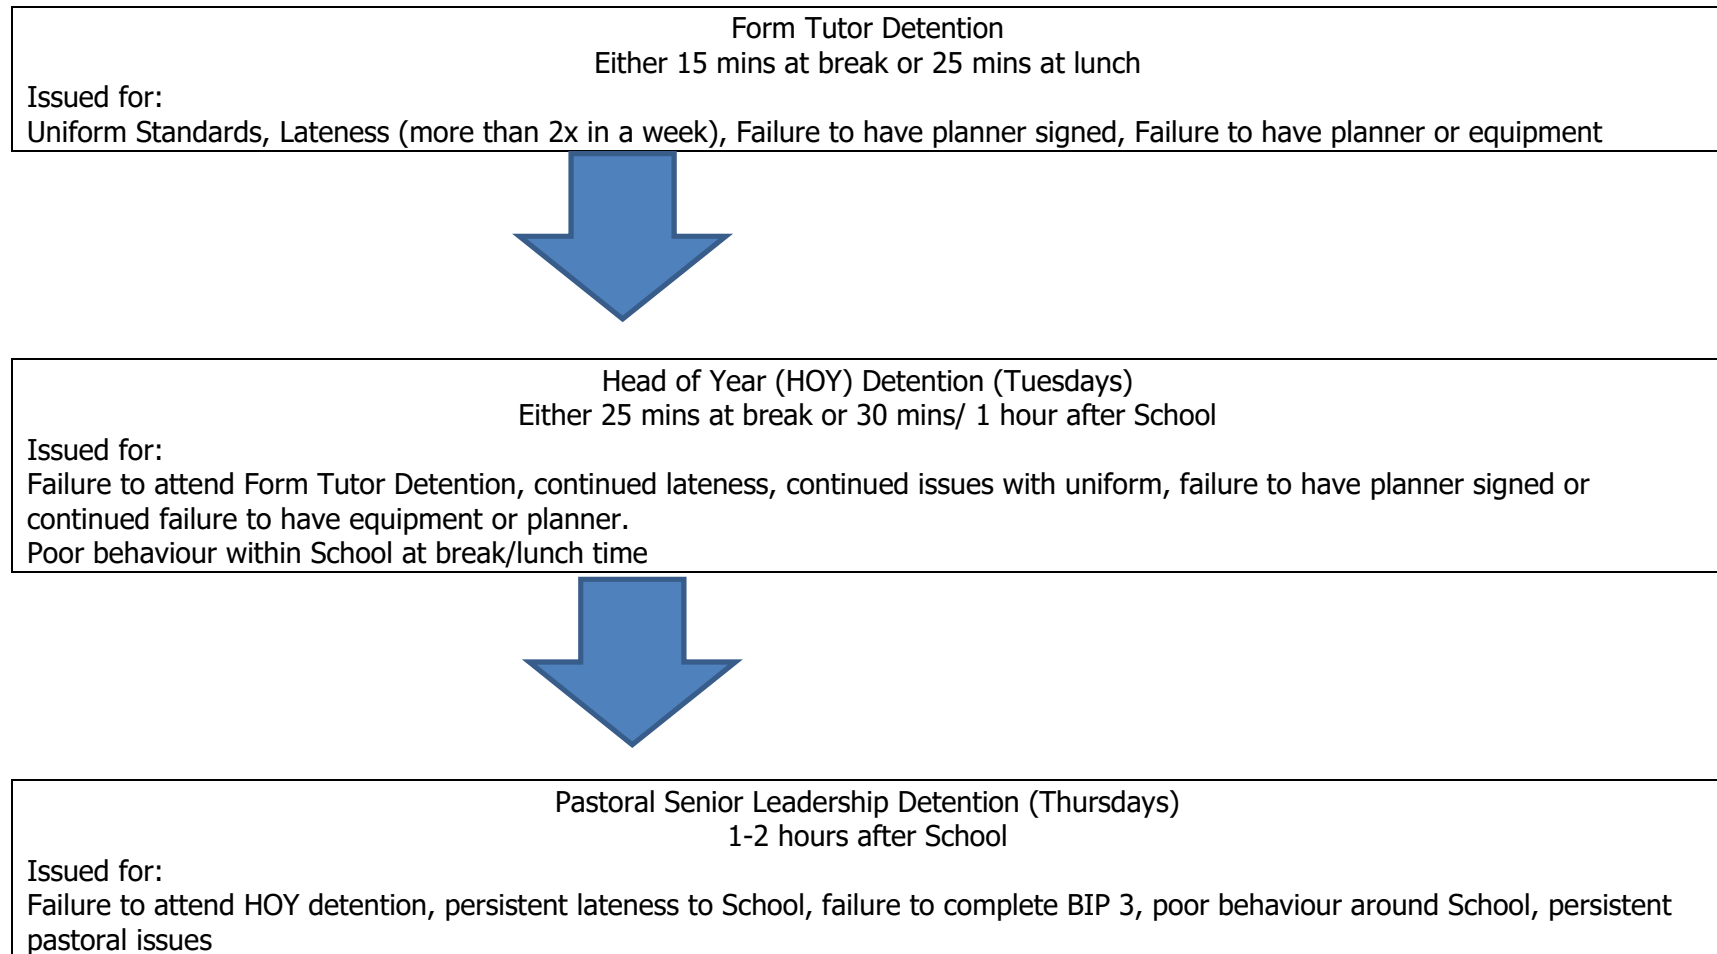 Form Tutor Detention
Either 15 mins at break or 25 mins at lunch
Issued for:
Uniform Standards, Lateness (more than 2x in a week), Failure to have planner signed, Failure to have planner or equipment
Head of Year (HOY) Detention (Tuesdays)
Either 25 mins at break or 30 mins/ 1 hour after School
Issued for:
Failure to attend Form Tutor Detention, continued lateness, continued issues with uniform, failure to have planner signed or
continued failure to have equipment or planner.
Poor behaviour within School at break/lunch time
Pastoral Senior Leadership Detention (Thursdays)
1-2 hours after School
Issued for:
Failure to attend HOY detention, persistent lateness to School, failure to complete BIP 3, poor behaviour around School, persistent
pastoral issues